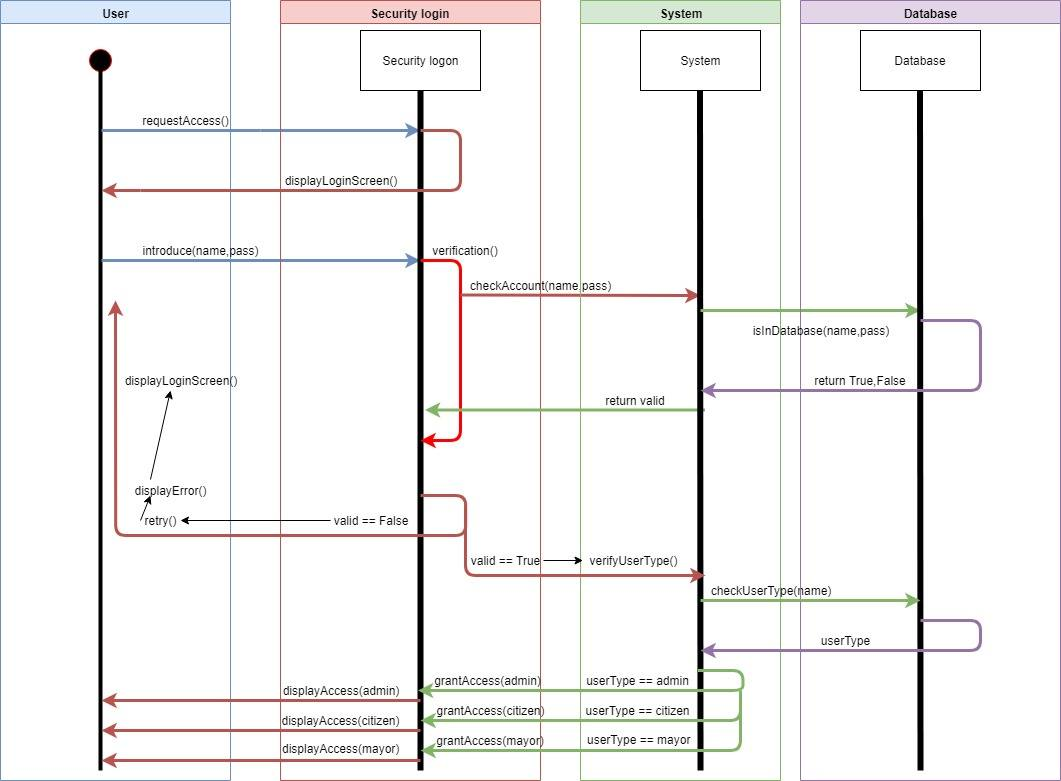 User
Security login
System
Database
Security logon
System
Database
requestAccess()
displayLoginScreen()
introduce(name,pass)
verification()
checkAccount(name,pass)
isInDatabase(name,pass)
displayLoginScreen()
return True,False
return valid
displayError()
retry()
valid == False
valid == True
verifyUserType()
checkUserType(name)
userType
grantAccess(admin)
userType == admin
displayAccess(admin)
grantAccess(citizen)
userType == citizen
displayAccess(citizen)
grantAccess(mayor)
userType == mayor
displayAccess(mayor)